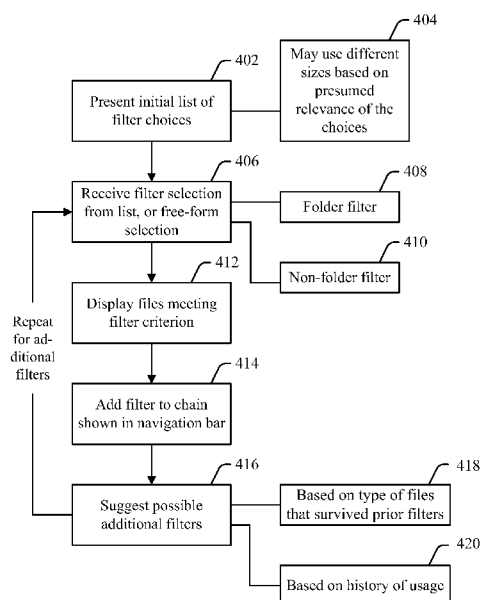 402
404
Present initial list of
filter choices
May use different
sizes based on
presumed
relevance of the
choices
406
408
Receive filter selection
from list, or free-form
selection
Folder filter
410
Non-folder filter
412
Display files meeting
filter criterion
Repeat
for ad-
ditional
filters
414
Add filter to chain
shown in navigation bar
416
418
Suggest possible
additional filters
Based on type of files
that survived prior filters
420
Based on history of usage